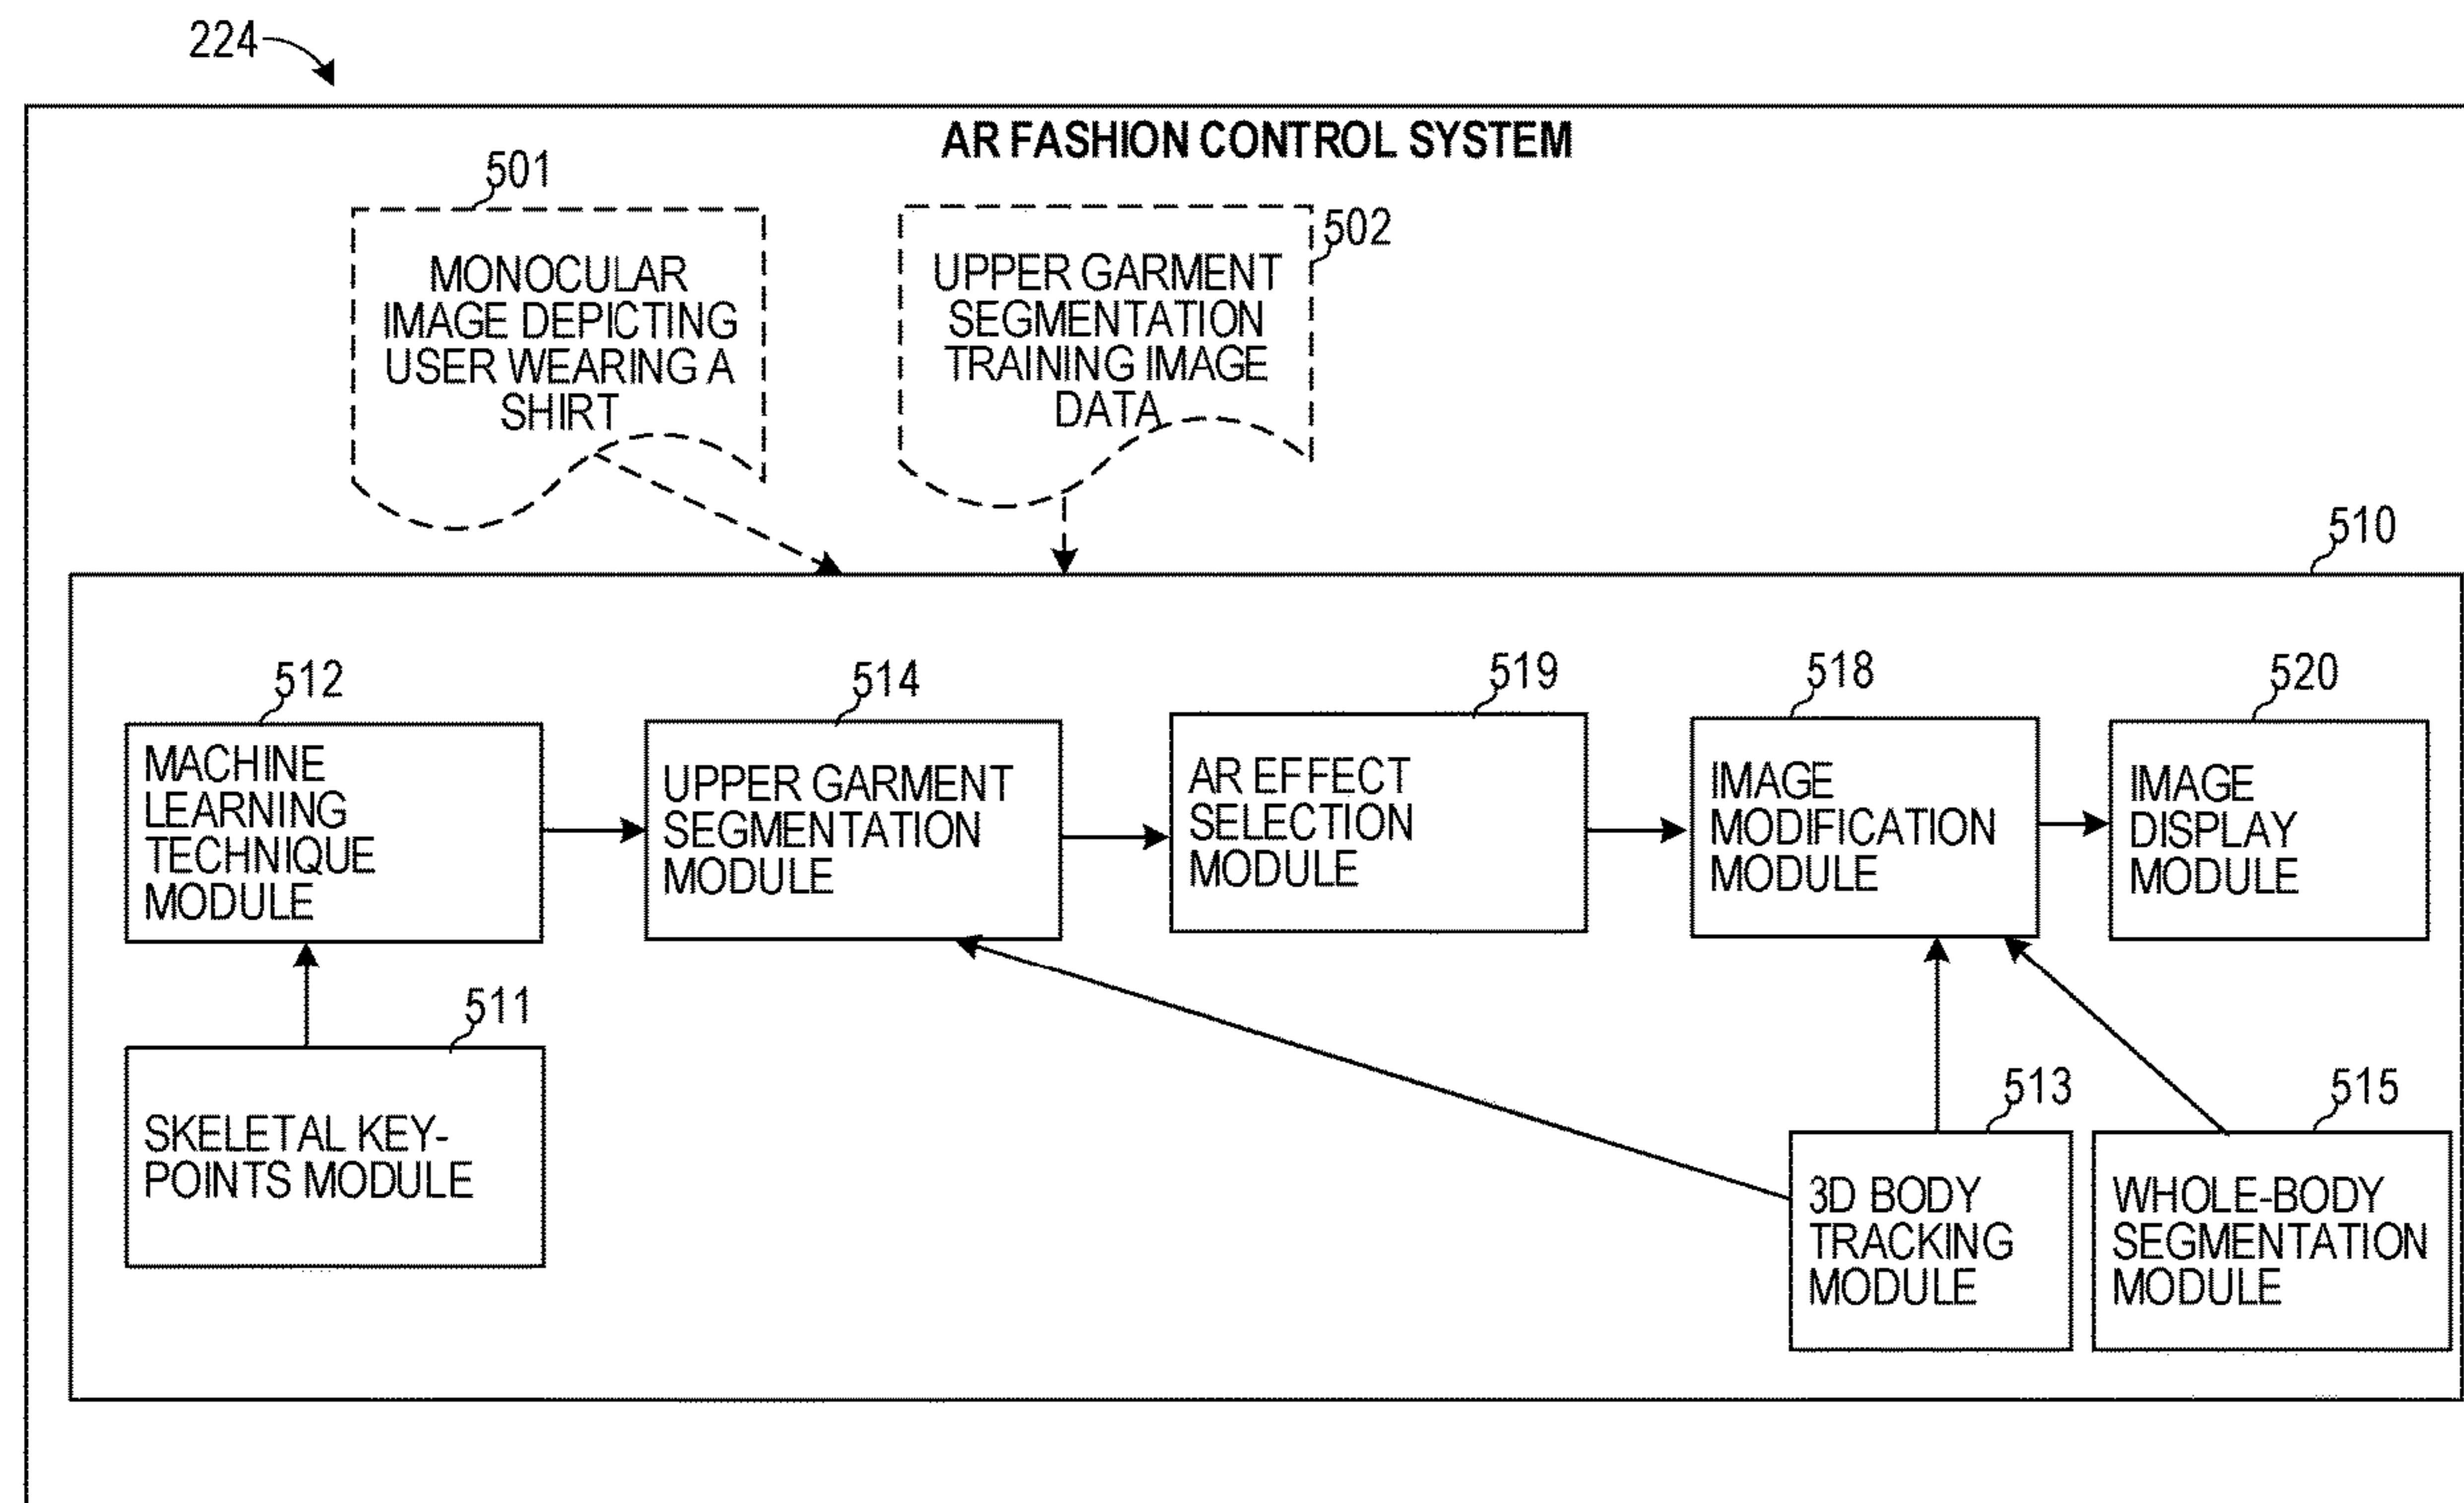 224
AR FASHION CONTROL SYSTEM
501
MONOCULAR
IMAGE DEPICTING
USER WEARING A
SHIRT
502
UPPER GARMENT
SEGMENTATION
TRAINING IMAGE
DATA
510
512
MACHINE
LEARNING
TECHNIQUE
MODULE
514
UPPER GARMENT
SEGMENTATION
MODULE
519
AR EFFECT
SELECTION
MODULE
518
IMAGE
MODIFICATION
MODULE
520
IMAGE
DISPLAY
MODULE
511
SKELETAL KEY-
POINTS MODULE
513
3D BODY
TRACKING
MODULE
515
WHOLE-BODY
SEGMENTATION
MODULE